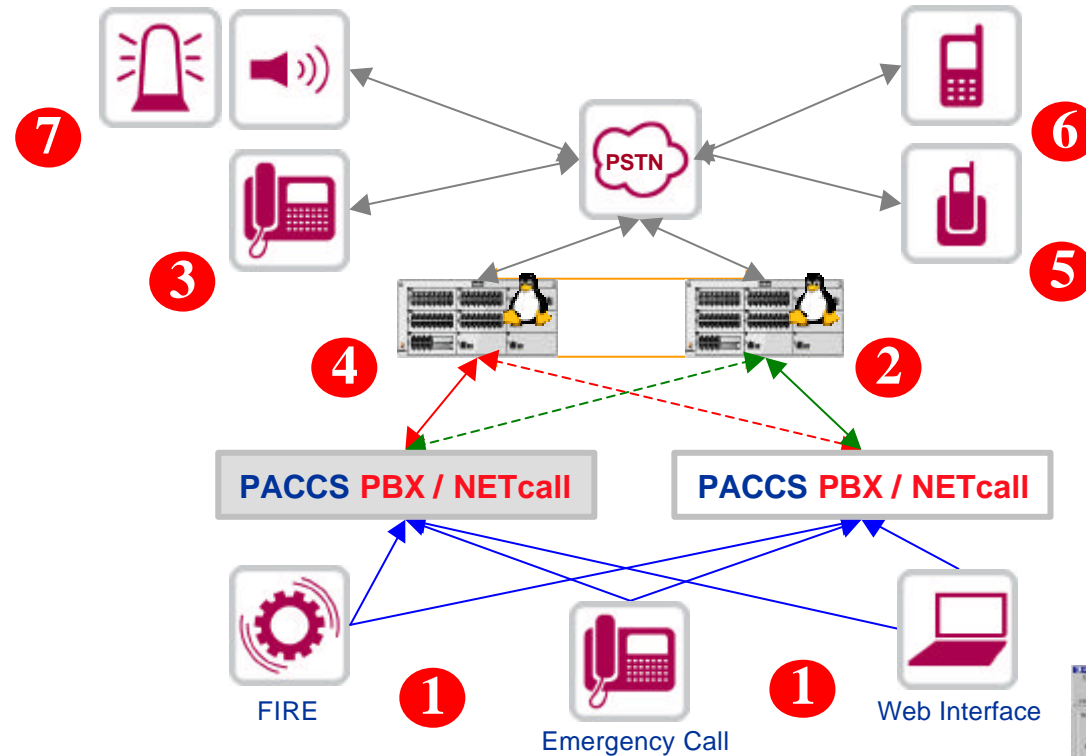 7
PSTN
6
3
5
4
2
PACCS PBX / NETcall
PACCS PBX / NETcall
FIRE
1
Emergency Call
1
Web Interface